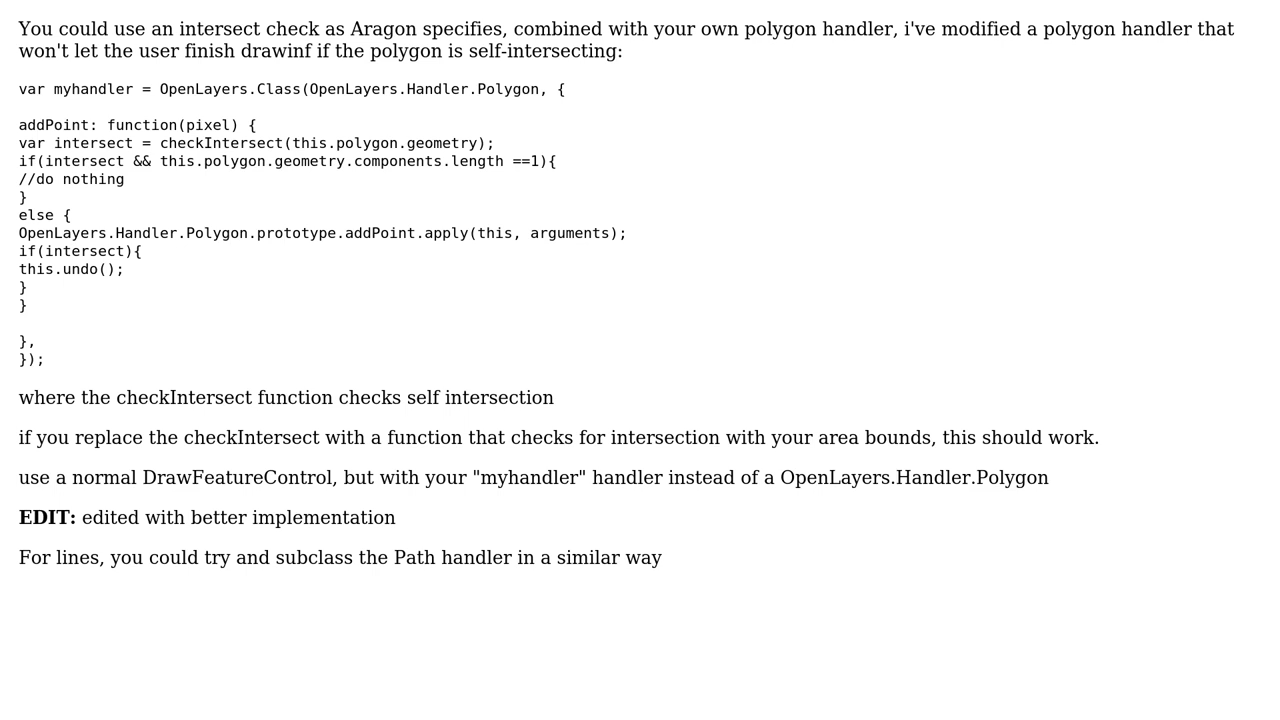 You could use an intersect check as Aragon specifies, combined with your own polygon handler, i've modified a polygon handler that
won't let the user finish drawinf if the polygon is self-intersecting:
var myhandler = OpenLayers.Class(OpenLayers.Handler.Polygon, {
addPoint: function(pixel) {
var intersect = checkIntersect(this.polygon.geometry);
if(intersect && this.polygon.geometry.components.length ==1){
//do nothing
}
else {
OpenLayers.Handler.Polygon.prototype.addPoint.apply(this, arguments);
if(intersect){
this.undo();
}
}
},
});
where the checkIntersect function checks self intersection
if you replace the checkIntersect with a function that checks for intersection with your area bounds, this should work.
use a normal DrawFeatureControl, but with your "myhandler" handler instead of a OpenLayers.Handler.Polygon
EDIT: edited with better implementation
For lines, you could try and subclass the Path handler in a similar way